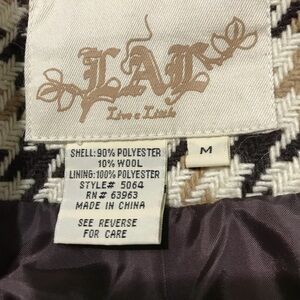 LAL
Live a Little
M
SHELL: 90% POLYESTER
10% WOOL
LINING: 100% POLYESTER
STYLE# 5064
RN# 63963
MADE IN CHINA
SEE REVERSE
FOR CARE